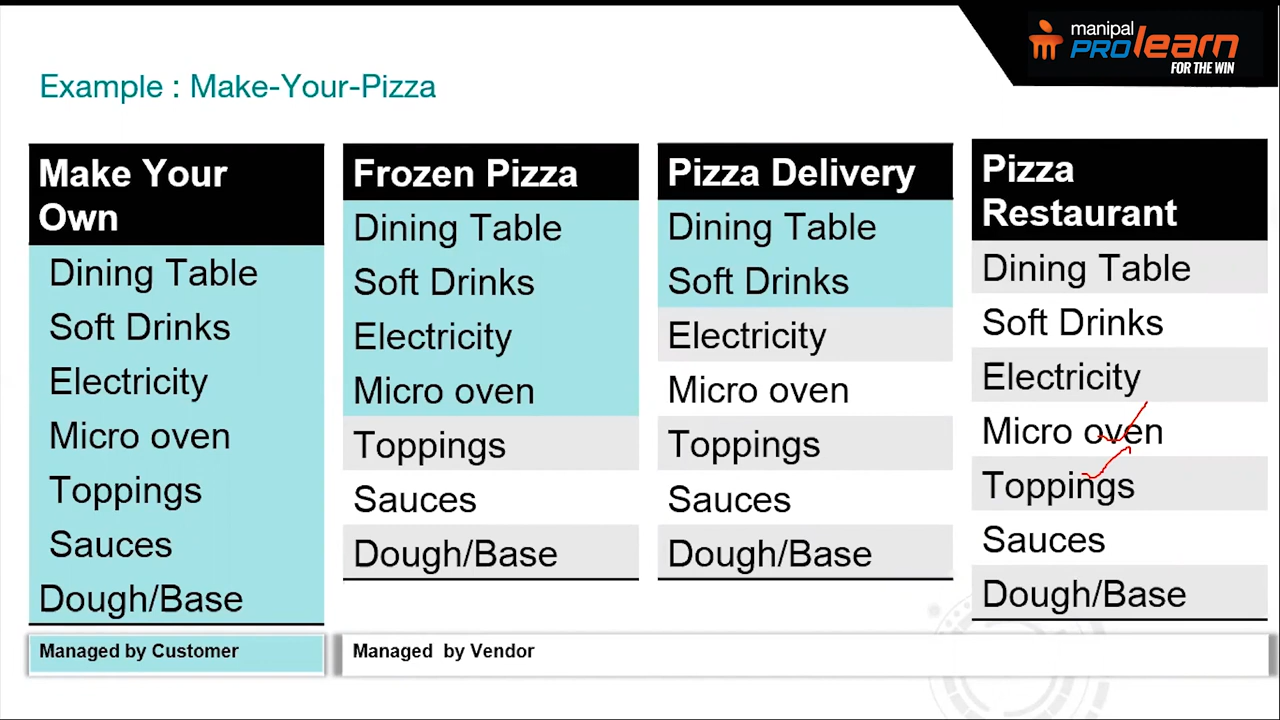 manipal
PROlearn
FOR THE WIN
Example : Make-Your-Pizza
Make Your
Own
Dining Table
Soft Drinks
Electricity
Micro oven
Toppings
Sauces
Dough/Base
Frozen Pizza
Dining Table
Soft Drinks
Electricity
Micro oven
Toppings
Sauces
Dough/Base
Pizza Delivery
Dining Table
Soft Drinks
Electricity
Micro oven
Toppings
Sauces
Dough/Base
Pizza
Restaurant
Dining Table
Soft Drinks
Electricity
Micro oven
Toppings
Sauces
Dough/Base
Managed by Customer
Managed by Vendor